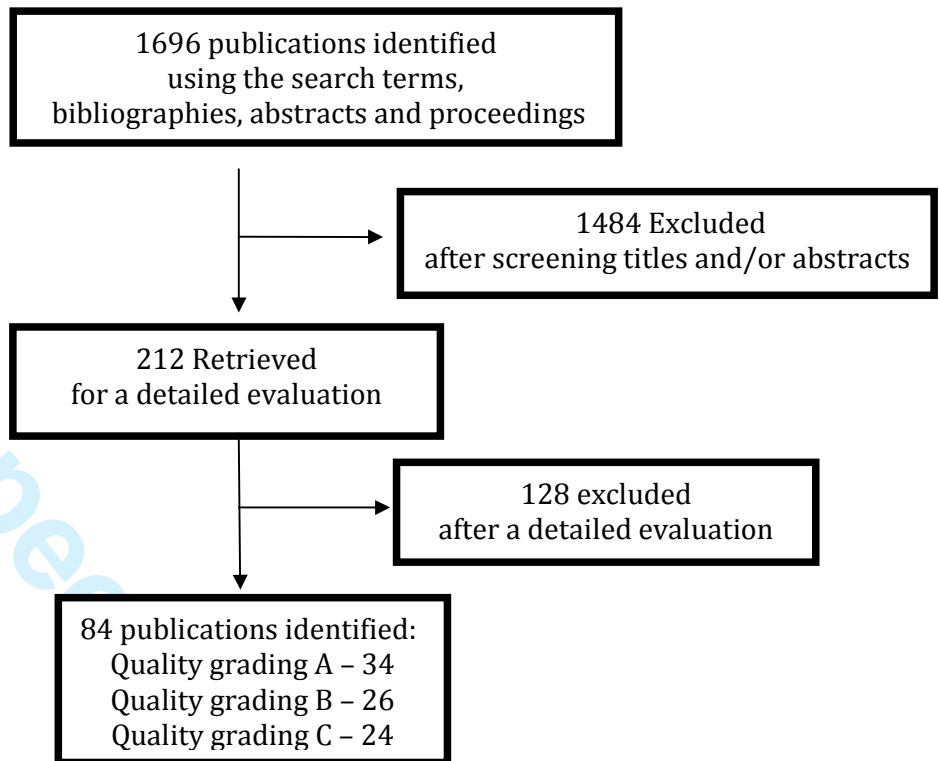 1696 publications identified
using the search terms,
bibliographies, abstracts and proceedings
1484 Excluded
after screening titles and/or abstracts
212 Retrieved
for a detailed evaluation
128 excluded
after a detailed evaluation
84 publications identified:
Quality grading A – 34
Quality grading B – 26
Quality grading C – 24